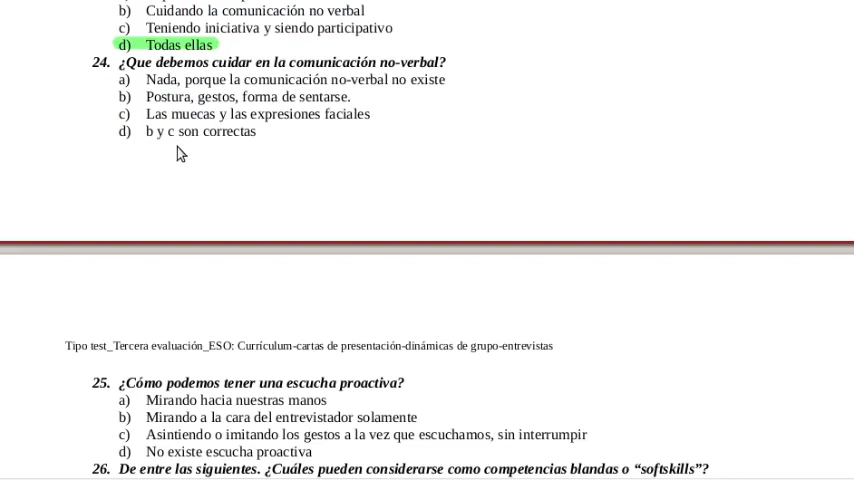 b) Cuidando la comunicación no verbal
c) Teniendo iniciativa y siendo participativo
d) Todas ellas
24. ¿Que debemos cuidar en la comunicación no-verbal?
a) Nada, porque la comunicación no-verbal no existe
b) Postura, gestos, forma de sentarse.
c) Las muecas y las expresiones faciales
d) b y c son correctas
Tipo test_Tercera evaluación_ESO: Currículum-cartas de presentación-dinámicas de grupo-entrevistas
25. ¿Cómo podemos tener una escucha proactiva?
a) Mirando hacia nuestras manos
b) Mirando a la cara del entrevistador solamente
c) Asintiendo o imitando los gestos a la vez que escuchamos, sin interrumpir
d) No existe escucha proactiva
26. De entre las siguientes. ¿Cuáles pueden considerarse como competencias blandas o “softskills”?